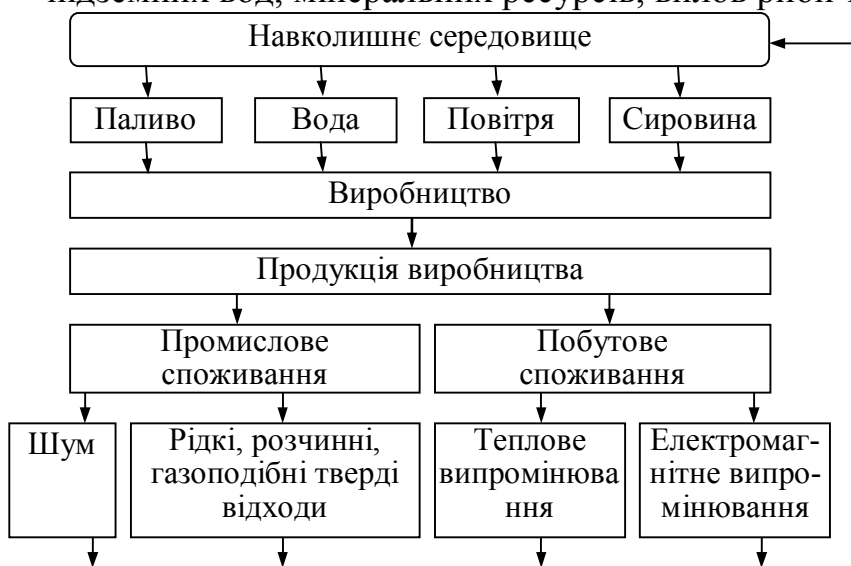 підземних вод, мінеральних ресурсів, вилов риби
Навколишнє середовище
Паливо
Вода
Повітря
Сировина
Виробництво
Продукція виробництва
Промислове
споживання
Побутове
споживання
Шум
Рідкі, розчинні,
газоподібні тверді
відходи
Теплове
випромінюва
ння
Електромаг-
нітне випро-
мінювання